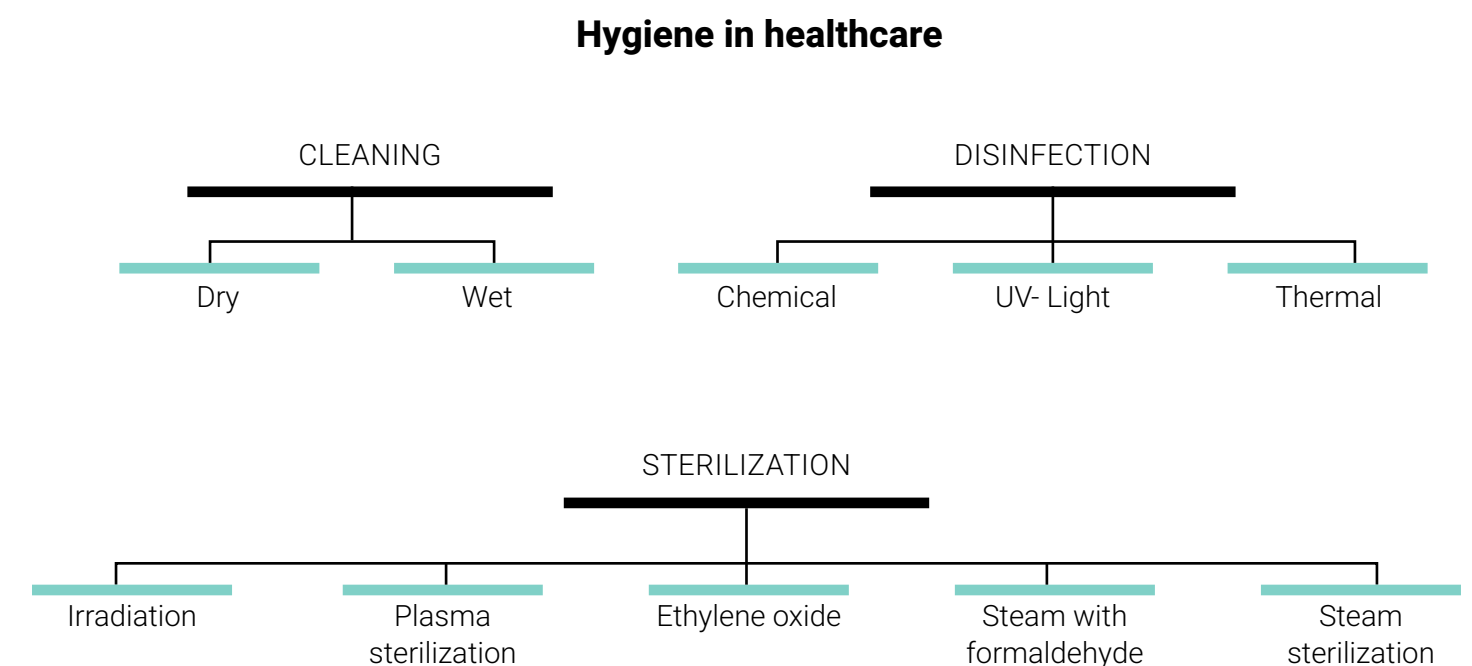 Hygiene in healthcare
CLEANING
Dry
Wet
DISINFECTION
Chemical
UV- Light
Thermal
STERILIZATION
Irradiation
Plasma
sterilization
Ethylene oxide
Steam with
formaldehyde
Steam
sterilization